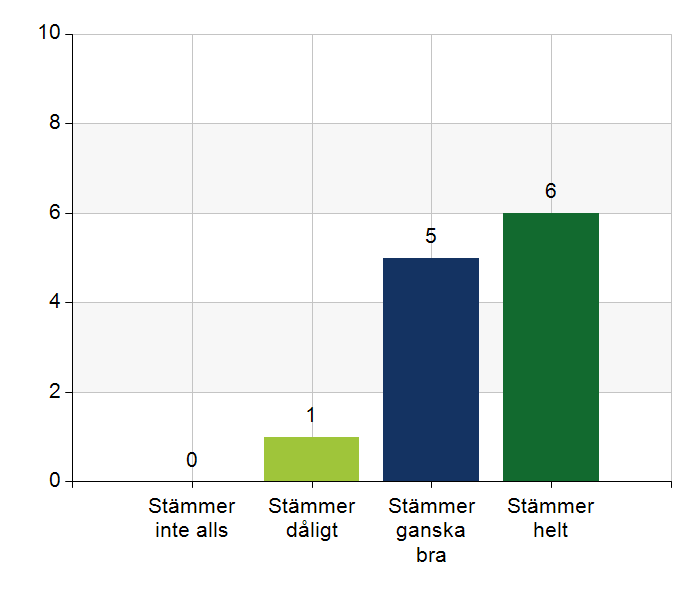 10
8
6
4
2
0
0
1
5
6
Stämmer
inte alls
Stämmer
dåligt
Stämmer
ganska
bra
Stämmer
helt